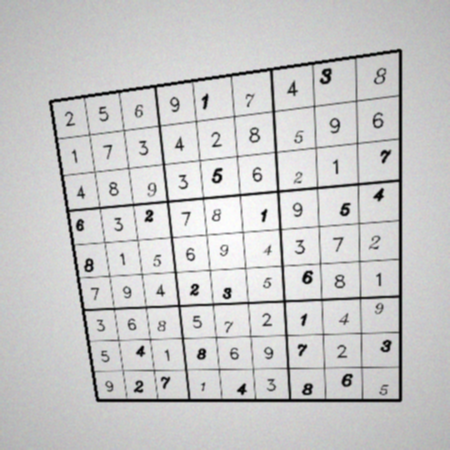 2 5 6 9 1 7 4 3 8
1 7 3 4 2 8 5 9 6
4 8 9 3 5 6 2 1 7
6 3 2 7 8 1 9 5 4
8 1 5 6 9 4 3 7 2
7 9 4 2 3 5 6 8 1
3 6 8 5 7 2 1 4 9
5 4 1 8 6 9 7 2 3
9 2 7 1 4 3 8 6 5